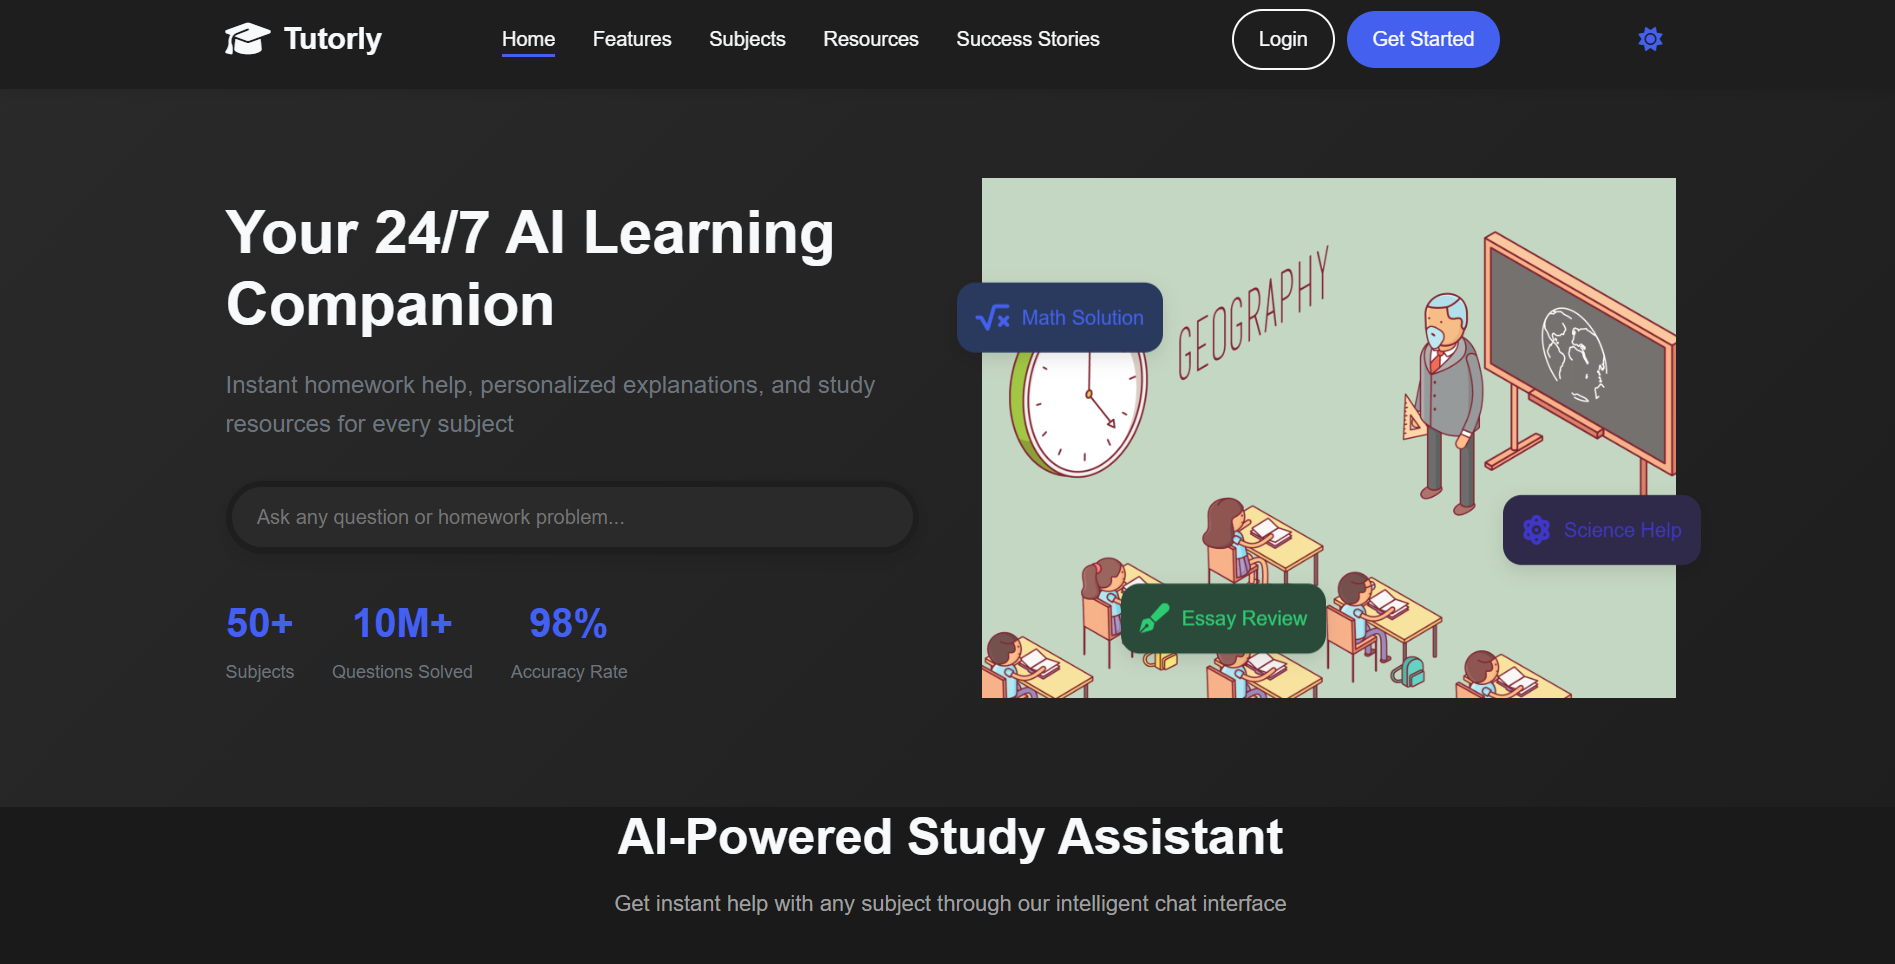 Tutorly
Home
Features
Subjects
Resources
Success Stories
Login
Get Started
Your 24/7 AI Learning
Companion
Instant homework help, personalized explanations, and study
resources for every subject
Ask any question or homework problem...
50+
Subjects
10M+
Questions Solved
98%
Accuracy Rate
GEOGRAPHY
Math Solution
Science Help
Essay Review
AI-Powered Study Assistant
Get instant help with any subject through our intelligent chat interface